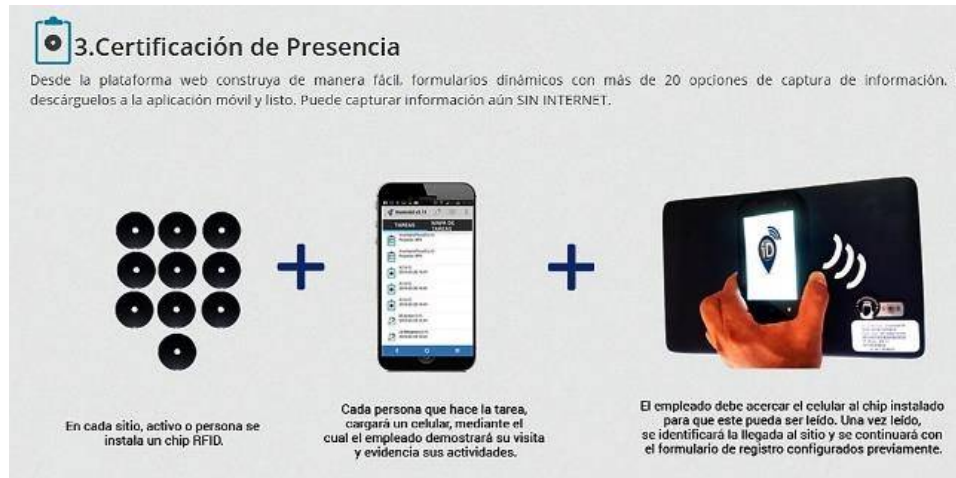 3.Certificación de Presencia
Desde la plataforma web construya de manera fácil, formularios dinámicos con más de 20 opciones de captura de información,
descárguelos a la aplicación móvil y listo. Puede capturar información aún SIN INTERNET.
TAREAS
MAPA DE
TAREAS
iD
En cada sitio, activo o persona se
instala un chip RFID.
Cada persona que hace la tarea,
cargará un celular, mediante el
cual el empleado demostrará su visita
y evidencia sus actividades.
El empleado debe acercar el celular al chip instalado
para que este pueda ser leído. Una vez leído,
se identificará la llegada al sitio y se continuará con
el formulario de registro configurados previamente.